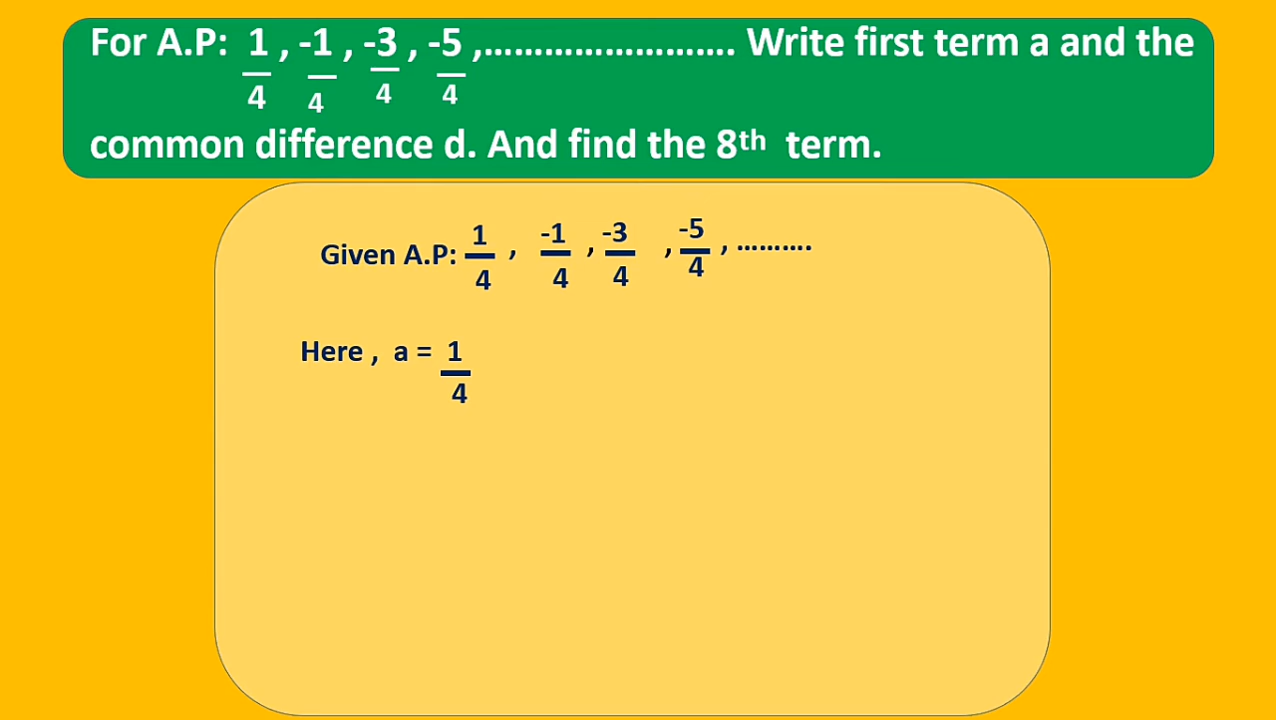 For A.P: 1/4 , -1/4 , -3/4 , -5/4 ,.............................. Write first term a and the
common difference d. And find the 8th term.
Given A.P: 1/4 , -1/4 , -3/4 , -5/4 , ..........
Here , a = 1/4